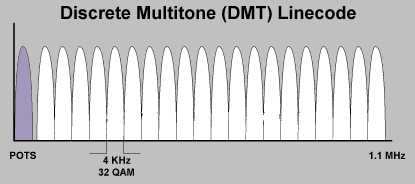 Discrete Multitone (DMT) Linecode
POTS
4 KHz
32 QAM
1.1 MHz